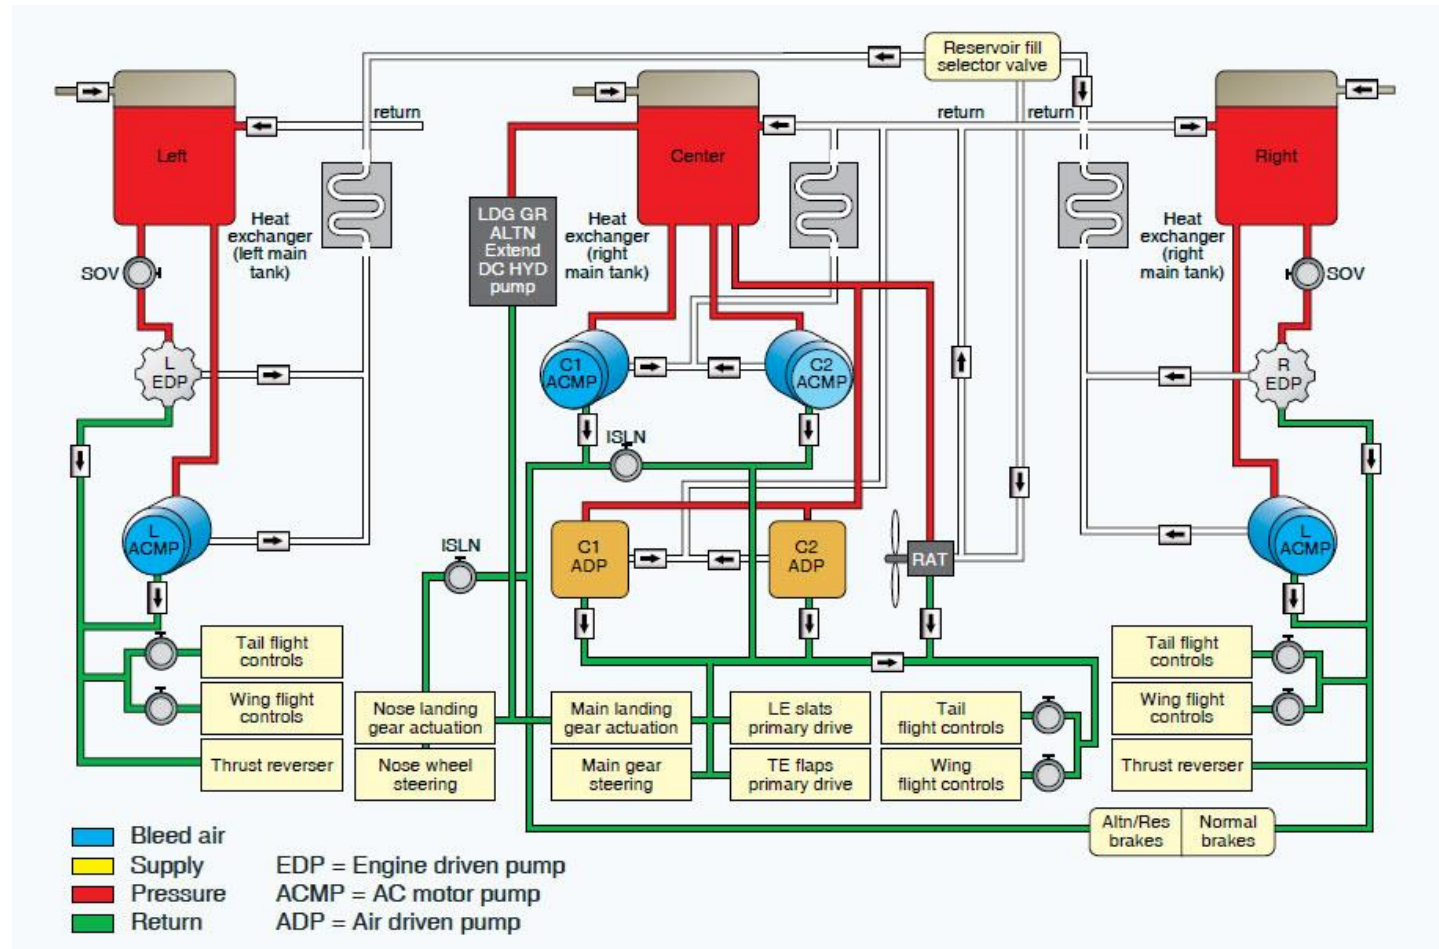 Reservoir fill
selector valve
return
return
return
Left
Center
Right
Heat
exchanger
(left main
tank)
LDG GR
ALTN
Extend
DC HYD
pump
Heat
exchanger
(right
main tank)
Heat
exchanger
(right
main tank)
SOV
SOV
L
EDP
C1
ACMP
C2
ACMP
R
EDP
ISLN
L
ACMP
ISLN
C1
ADP
C2
ADP
RAT
L
ACMP
Tail flight
controls
Wing flight
controls
Thrust reverser
Nose landing
gear actuation
Nose wheel
steering
Main landing
gear actuation
Main gear
steering
LE slats
primary drive
TE flaps
primary drive
Tail
flight controls
Wing
flight controls
Tail flight
controls
Wing flight
controls
Thrust reverser
Altn/Res
brakes
Normal
brakes
Bleed air
Supply
Pressure
Return
EDP = Engine driven pump
ACMP = AC motor pump
ADP = Air driven pump